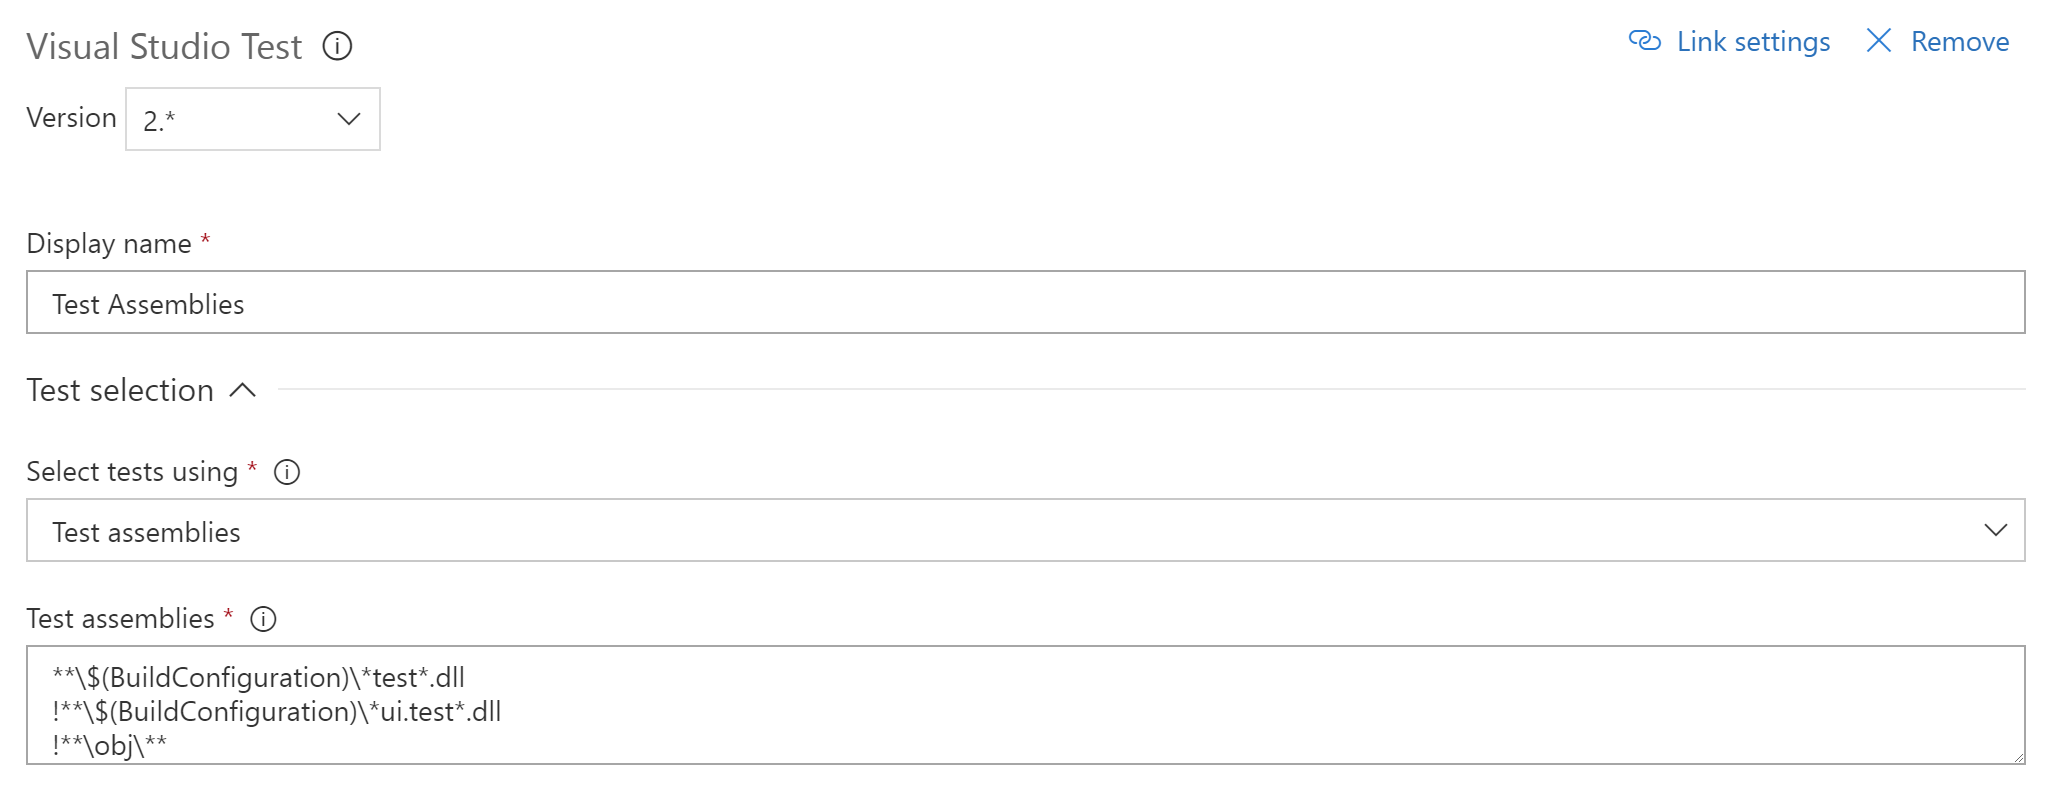 Visual Studio Test
Link settings
Remove
Version 2.*
Display name *
Test Assemblies
Test selection
Select tests using *
Test assemblies
Test assemblies *
**\$(BuildConfiguration)\*test*.dll
!**\$(BuildConfiguration)\*ui.test*.dll
!**\obj\**